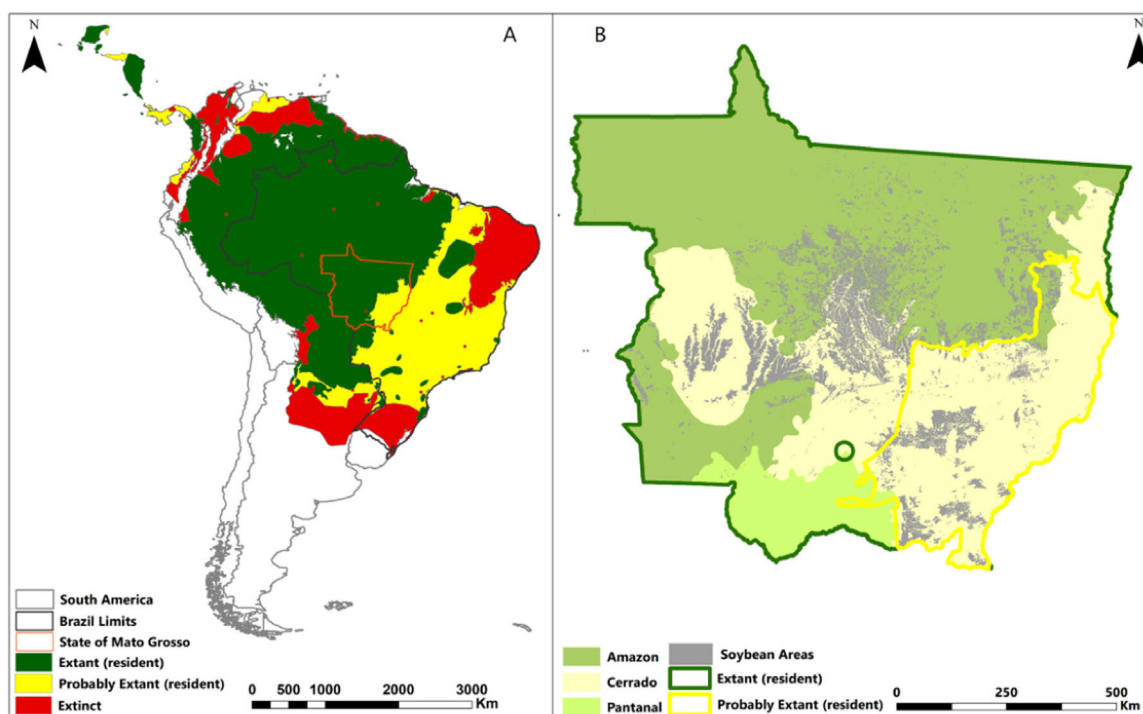 N
A
South America
Brazil Limits
State of Mato Grosso
Extant (resident)
Probably Extant (resident)
Extinct
0 500 1000 2000 3000
Km
B
N
Amazon
Cerrado
Pantanal
Soybean Areas
Extant (resident)
Probably Extant (resident)
0 250 500
Km